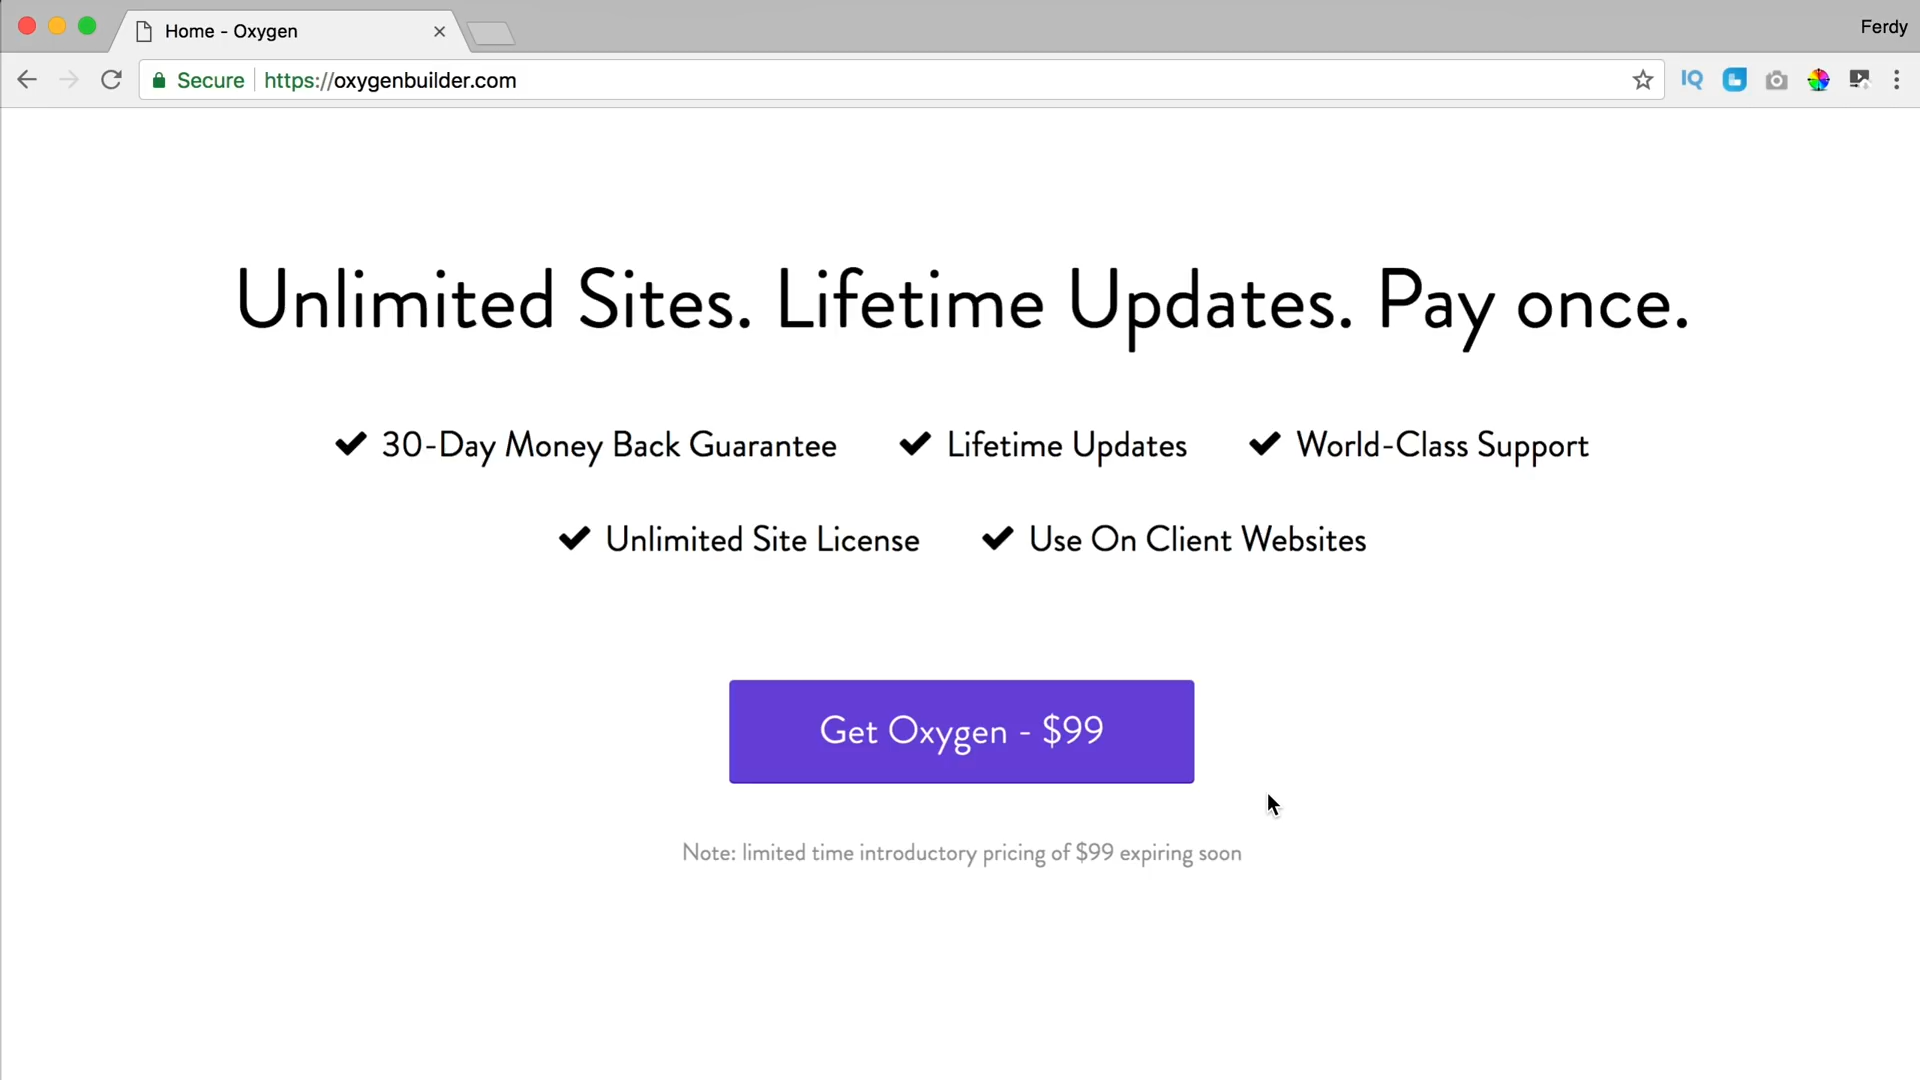 Home - Oxygen
Ferdy
Secure https://oxygenbuilder.com
IQ
Unlimited Sites. Lifetime Updates. Pay once.
30-Day Money Back Guarantee Lifetime Updates World-Class Support
Unlimited Site License Use On Client Websites
Get Oxygen - $99
Note: limited time introductory pricing of $99 expiring soon